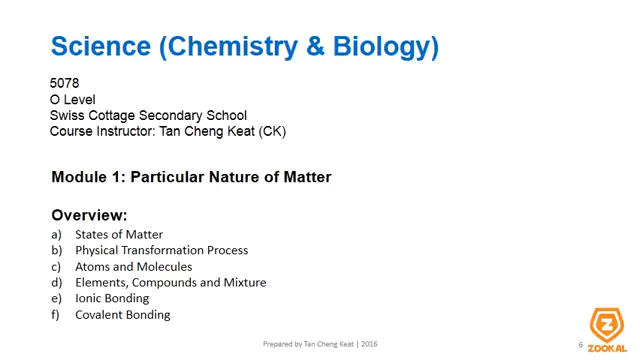 Science (Chemistry & Biology)
5078
O Level
Swiss Cottage Secondary School
Course Instructor: Tan Cheng Keat (CK)
Module 1: Particular Nature of Matter
Overview:
a) States of Matter
b) Physical Transformation Process
c) Atoms and Molecules
d) Elements, Compounds and Mixture
e) Ionic Bonding
f) Covalent Bonding
Prepared by Tan Cheng Keat | 2016
6
Z
ZOOKAL